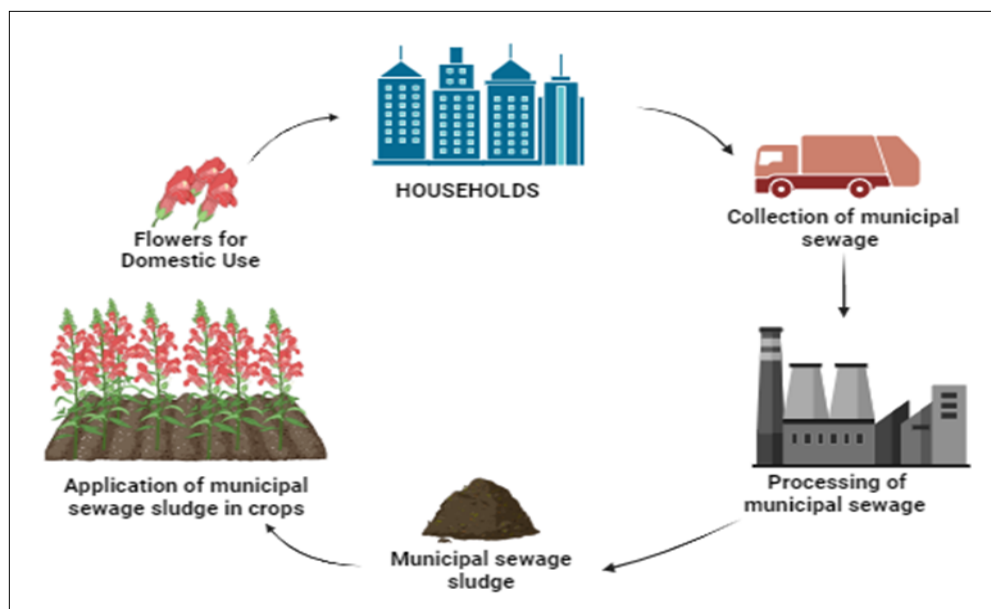 HOUSEHOLDS
Collection of municipal
sewage
Processing of
municipal sewage
Municipal sewage
sludge
Application of municipal
sewage sludge in crops
Flowers for
Domestic Use